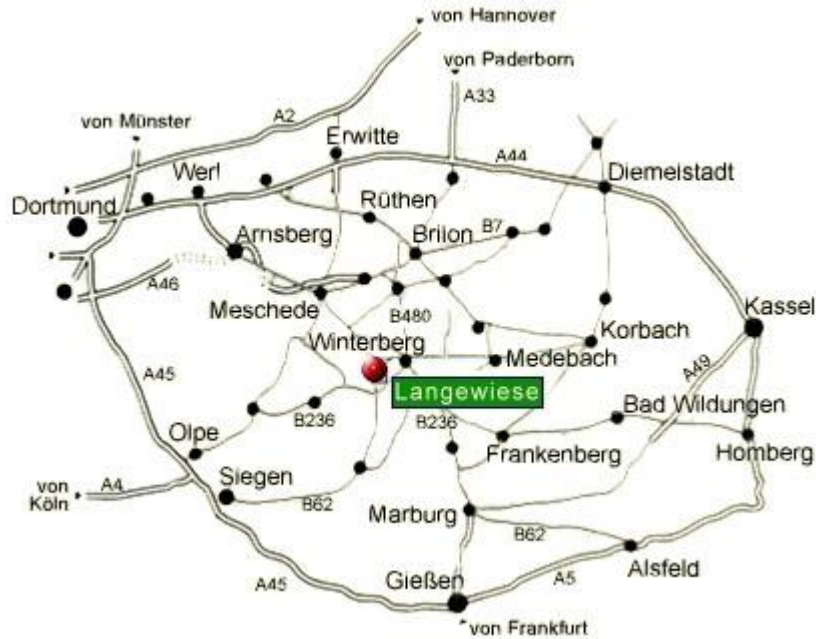 von Hannover
von Paderborn
A33
A2
von Münster
Erwitte
A44
Werl
Diemelstadt
Dortmund
Rüthen
B7
Arnsberg
Brilon
A46
Meschede
B480
Kassel
Winterberg
Korbach
Medebach
A45
A49
Langewiese
B236
B236
Bad Wildungen
Olpe
Frankenberg
Homberg
Siegen
von
Köln
A4
B62
Marburg
B62
A45
Gießen
A5
Alsfeld
von Frankfurt